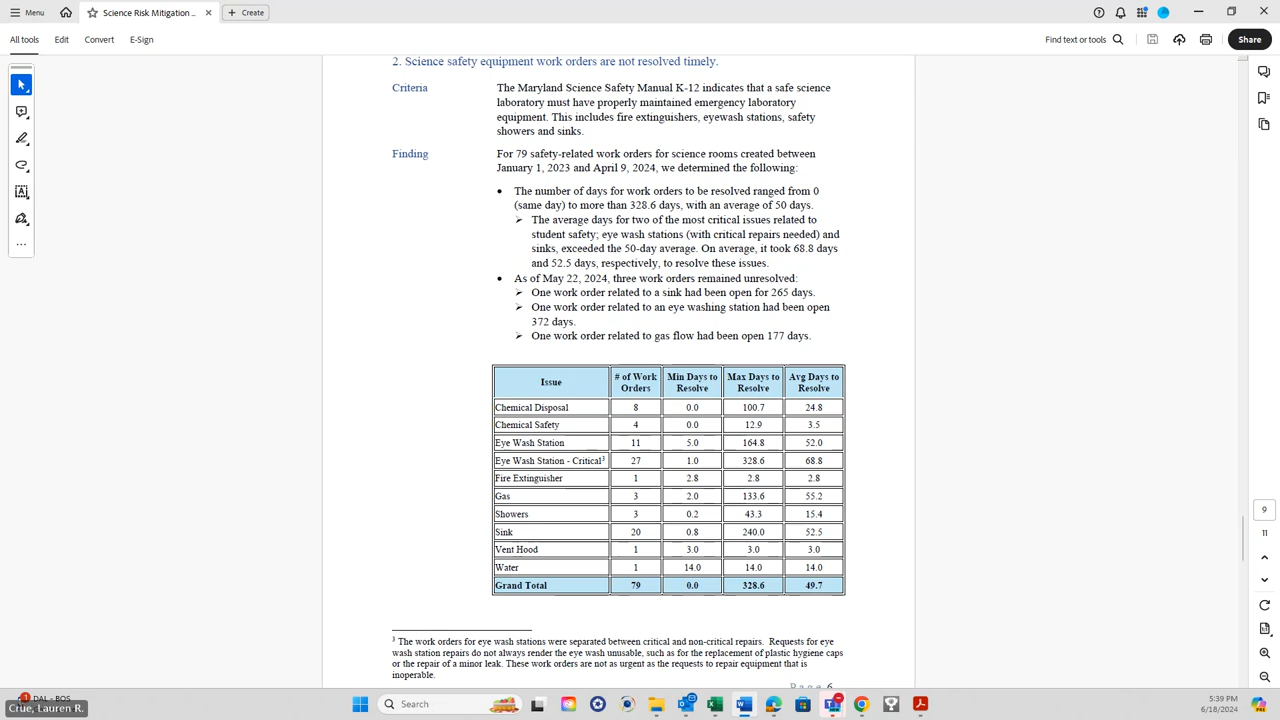 Menu
Science Risk Mitigation ...
Create
All tools
Edit
Convert
E-Sign
Find text or tools
Share
2. Science safety equipment work orders are not resolved timely.
Criteria
The Maryland Science Safety Manual K-12 indicates that a safe science
laboratory must have properly maintained emergency laboratory
equipment. This includes fire extinguishers, eyewash stations, safety
showers and sinks.
Finding
For 79 safety-related work orders for science rooms created between
January 1, 2023 and April 9, 2024, we determined the following:
• The number of days for work orders to be resolved ranged from 0
(same day) to more than 328.6 days, with an average of 50 days.
➢ The average days for two of the most critical issues related to
student safety; eye wash stations (with critical repairs needed) and
sinks, exceeded the 50-day average. On average, it took 68.8 days
and 52.5 days, respectively, to resolve these issues.
• As of May 22, 2024, three work orders remained unresolved:
➢ One work order related to a sink had been open for 265 days.
➢ One work order related to an eye washing station had been open
372 days.
➢ One work order related to gas flow had been open 177 days.
Issue # of Work Orders Min Days to Resolve Max Days to Resolve Avg Days to Resolve
Chemical Disposal 8 0.0 100.7 24.8
Chemical Safety 4 0.0 12.9 3.5
Eye Wash Station 11 5.0 164.8 52.0
Eye Wash Station - Critical3 27 1.0 328.6 68.8
Fire Extinguisher 1 2.8 2.8 2.8
Gas 3 2.0 133.6 55.2
Showers 3 0.2 43.3 15.4
Sink 20 0.8 240.0 52.5
Vent Hood 1 3.0 3.0 3.0
Water 1 14.0 14.0 14.0
Grand Total 79 0.0 328.6 49.7
3 The work orders for eye wash stations were separated between critical and non-critical repairs. Requests for eye
wash station repairs do not always render the eye wash unusable, such as for the replacement of plastic hygiene caps
or the repair of a minor leak. These work orders are not as urgent as the requests to repair equipment that is
inoperable.
Page 6
9
11
DAL - BOS
Crue, Lauren R.
Search
5:39 PM
6/18/2024